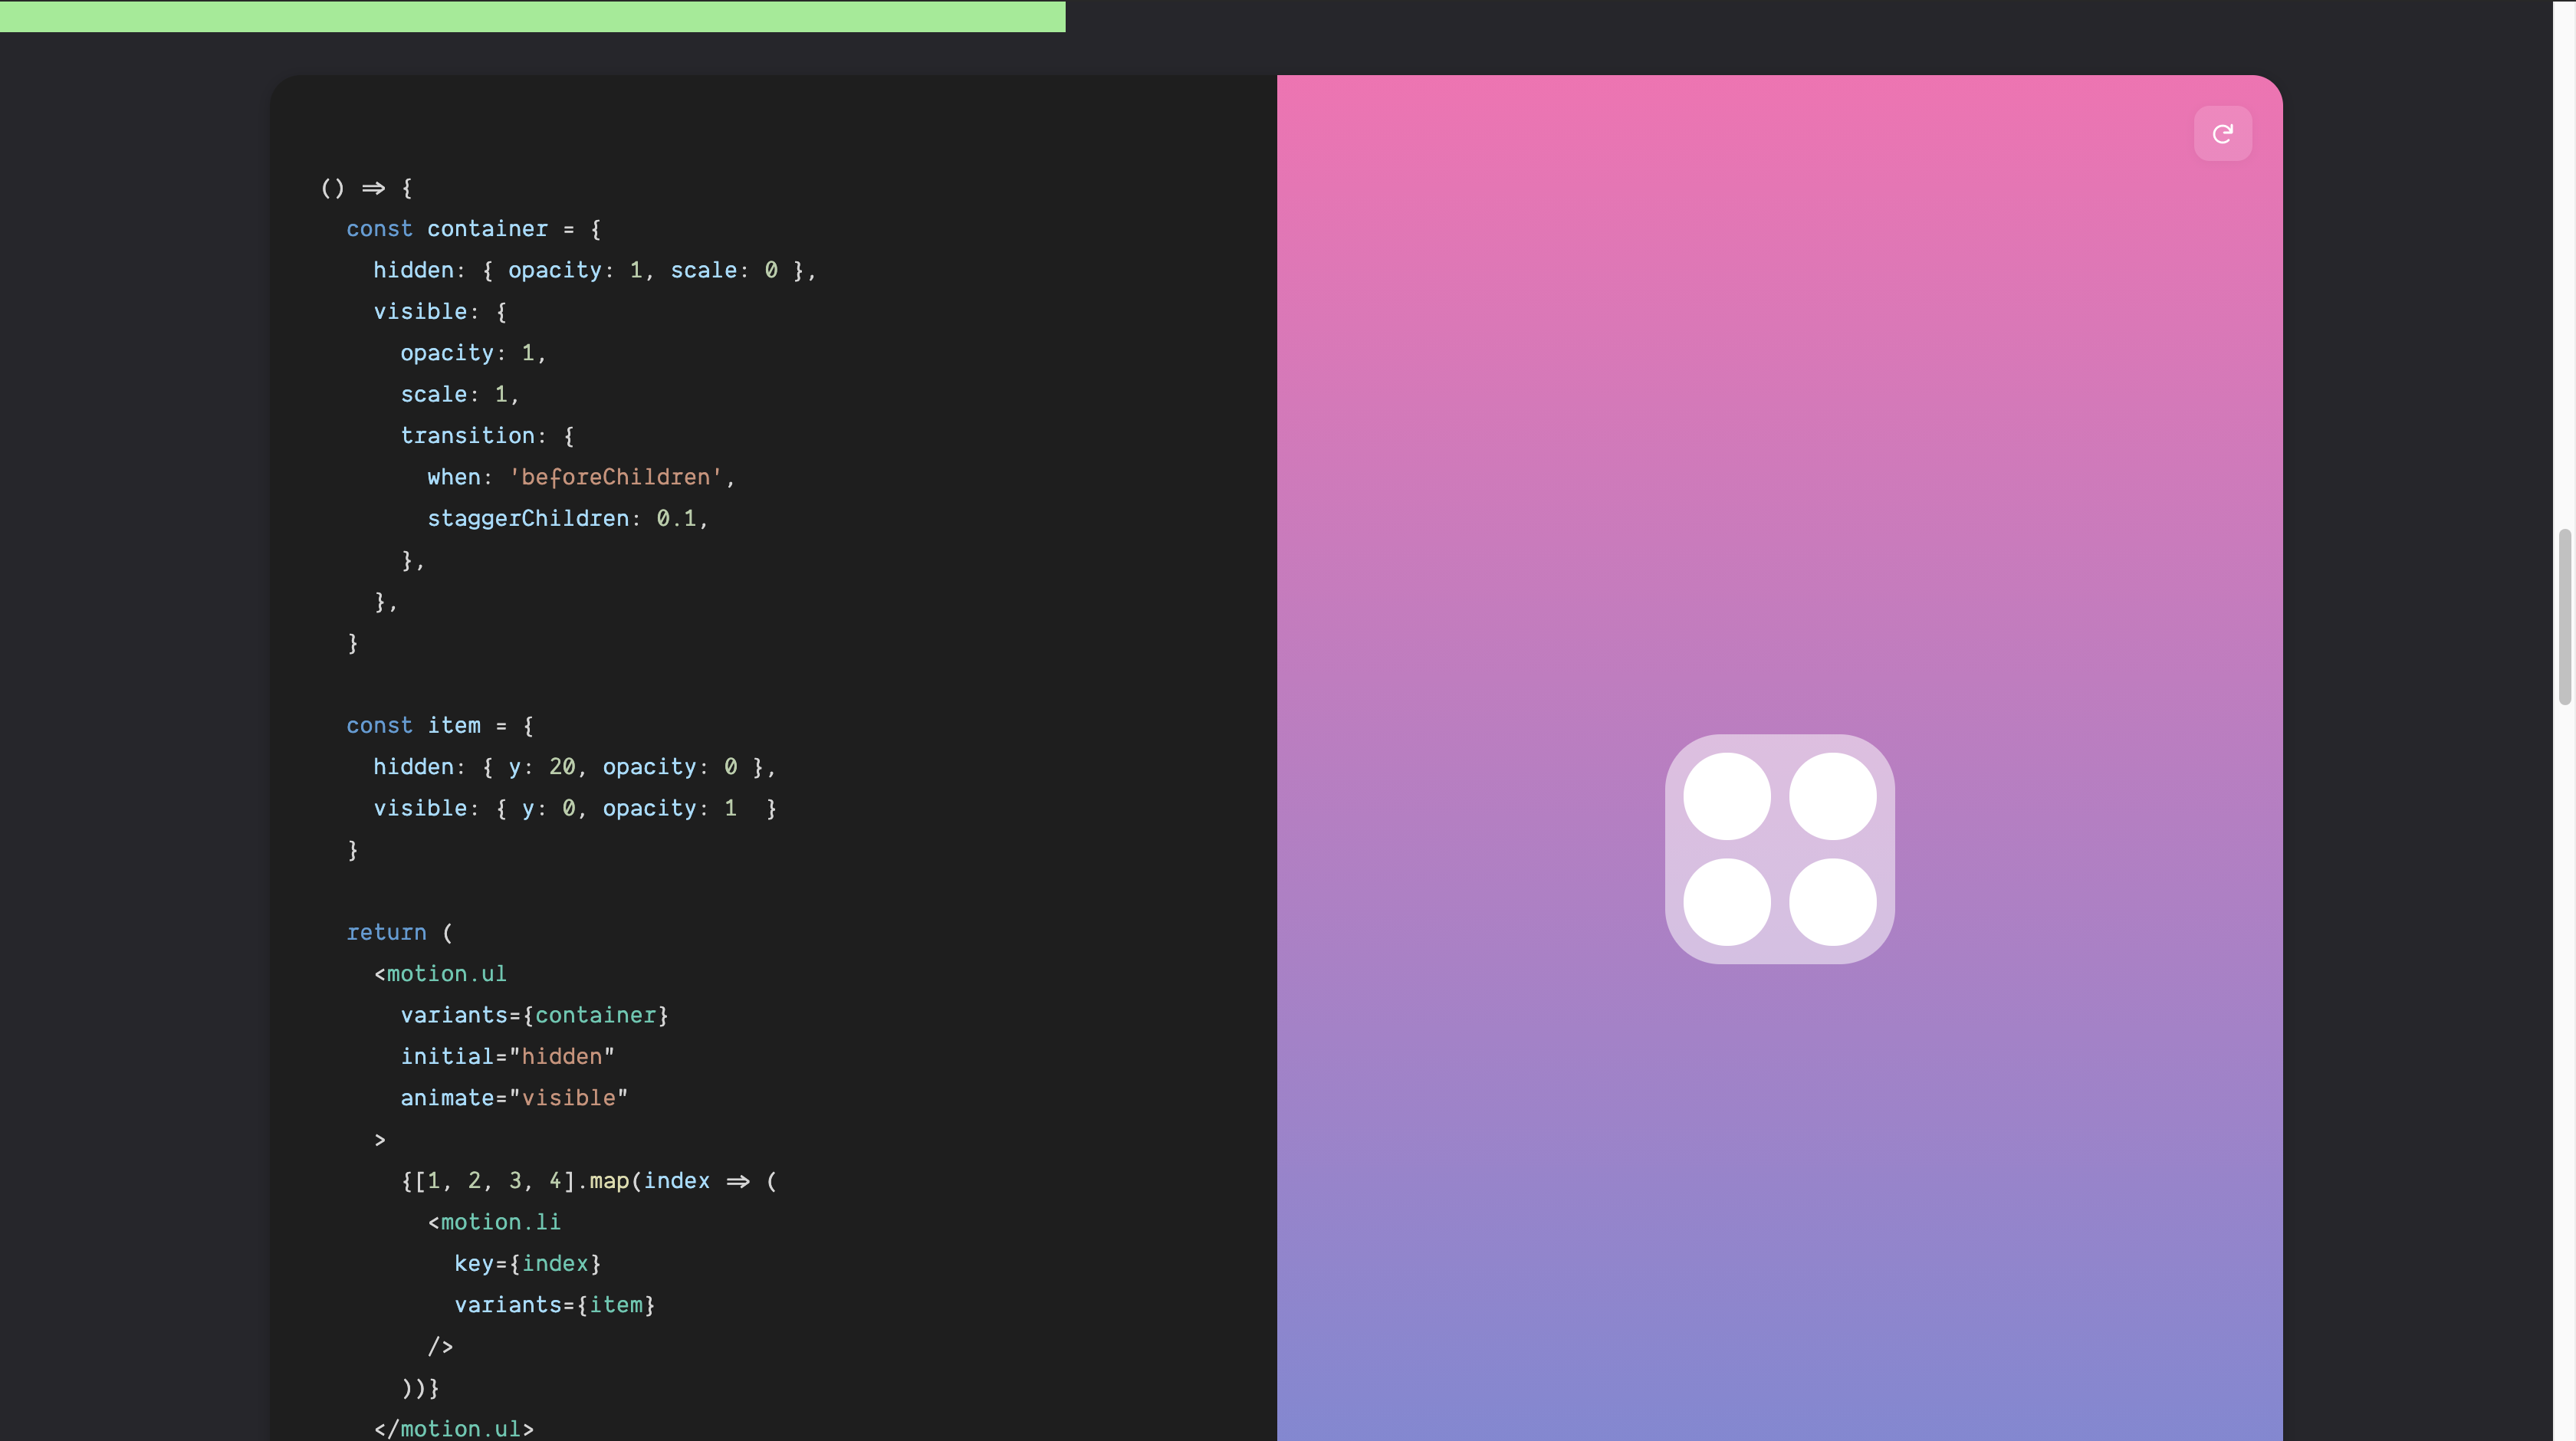 () => {
  const container = {
    hidden: { opacity: 1, scale: 0 },
    visible: {
      opacity: 1,
      scale: 1,
      transition: {
        when: 'beforeChildren',
        staggerChildren: 0.1,
      },
    },
  }

  const item = {
    hidden: { y: 20, opacity: 0 },
    visible: { y: 0, opacity: 1  }
  }

  return (
    <motion.ul
      variants={container}
      initial="hidden"
      animate="visible"
    >
      {[1, 2, 3, 4].map(index => (
        <motion.li
          key={index}
          variants={item}
        />
      ))}
    </motion.ul>